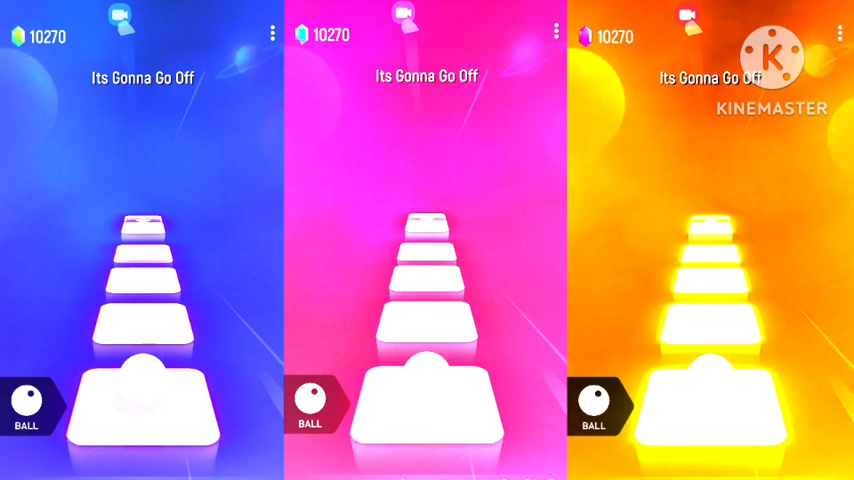 10270
Its Gonna Go Off
BALL
10270
Its Gonna Go Off
BALL
10270
Its Gonna Go Off
K
KINEMASTER
BALL